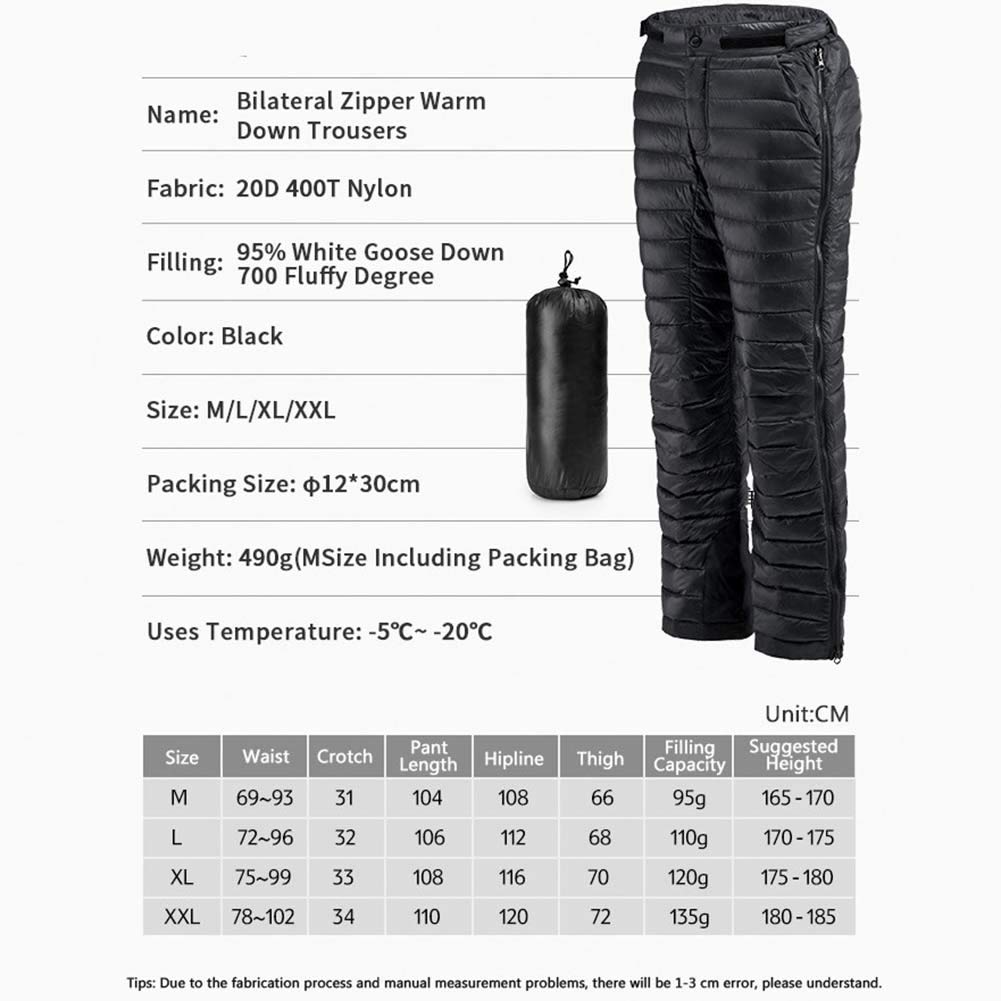 Name: Bilateral Zipper Warm
Down Trousers
Fabric: 20D 400T Nylon
Filling: 95% White Goose Down
700 Fluffy Degree
Color: Black
Size: M/L/XL/XXL
Packing Size: ф12*30cm
Weight: 490g(MSize Including Packing Bag)
Uses Temperature: -5℃~ -20℃
Unit:CM
Size Waist Crotch Pant Length Hipline Thigh Filling Capacity Suggested Height
M 69~93 31 104 108 66 95g 165-170
L 72~96 32 106 112 68 110g 170-175
XL 75~99 33 108 116 70 120g 175-180
XXL 78~102 34 110 120 72 135g 180-185
Tips: Due to the fabrication process and manual measurement problems, there will be 1-3 cm error, please understand.